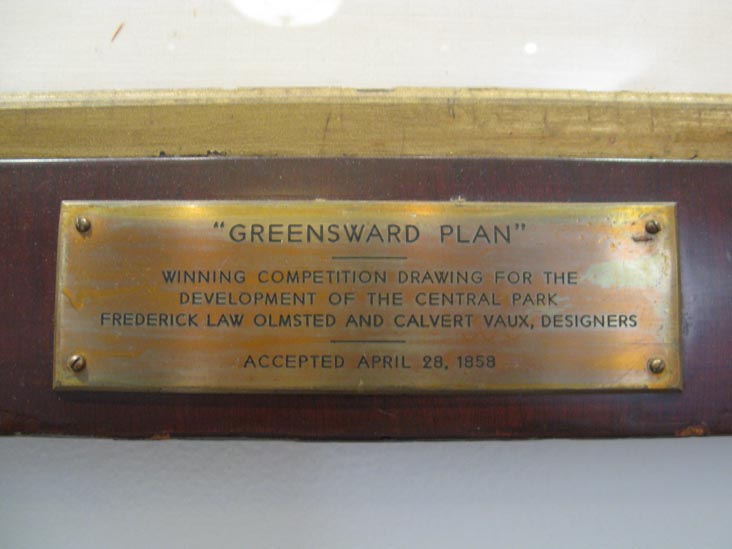 "GREENSWARD PLAN"
WINNING COMPETITION DRAWING FOR THE
DEVELOPMENT OF THE CENTRAL PARK
FREDERICK LAW OLMSTED AND CALVERT VAUX, DESIGNERS
ACCEPTED APRIL 28, 1858